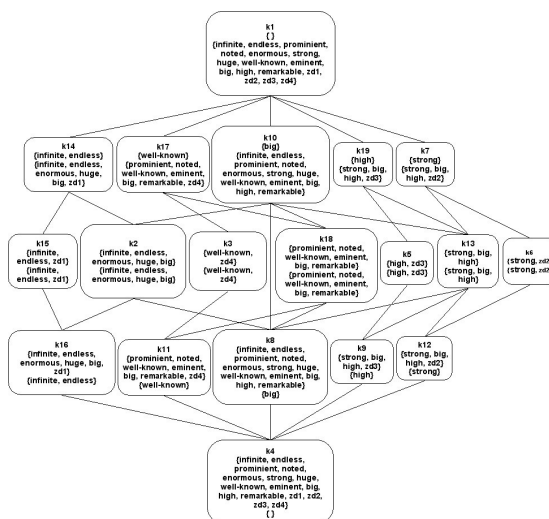 k1
{ }
{infinite, endless, prominient,
noted, enormous, strong,
huge, well-known, eminent,
big, high, remarkable, zd1,
zd2, zd3, zd4}
k14
{infinite, endless}
{infinite, endless,
enormous, huge,
big, zd1}
k17
{well-known}
{prominient, noted,
well-known, eminent,
big, remarkable, zd4}
k10
{big}
{infinite, endless,
prominient, noted,
enormous, strong, huge,
well-known, eminent, big,
high, remarkable}
k19
{high}
{strong, big,
high, zd3}
k7
{strong}
{strong, big,
high, zd2}
k15
{infinite,
endless, zd1}
{infinite,
endless, zd1}
k2
{infinite, endless,
enormous, huge, big}
{infinite, endless,
enormous, huge, big}
k3
{well-known,
zd4}
{well-known,
zd4}
k18
{prominient, noted,
well-known, eminent,
big, remarkable}
{prominient, noted,
well-known, eminent,
big, remarkable}
k5
{high, zd3}
{high, zd3}
k13
{strong, big,
high}
{strong, big,
high}
k6
{strong, zd2}
{strong, zd2}
k16
{infinite, endless,
enormous, huge, big,
zd1}
{infinite, endless}
k11
{prominient, noted,
well-known, eminent,
big, remarkable, zd4}
{well-known}
k8
{infinite, endless,
prominient, noted,
enormous, strong, huge,
well-known, eminent, big,
high, remarkable}
{big}
k9
{strong, big,
high, zd3}
{high}
k12
{strong, big,
high, zd2}
{strong}
k4
{infinite, endless,
prominient, noted,
enormous, strong, huge,
well-known, eminent, big,
high, remarkable, zd1, zd2,
zd3, zd4}
{ }